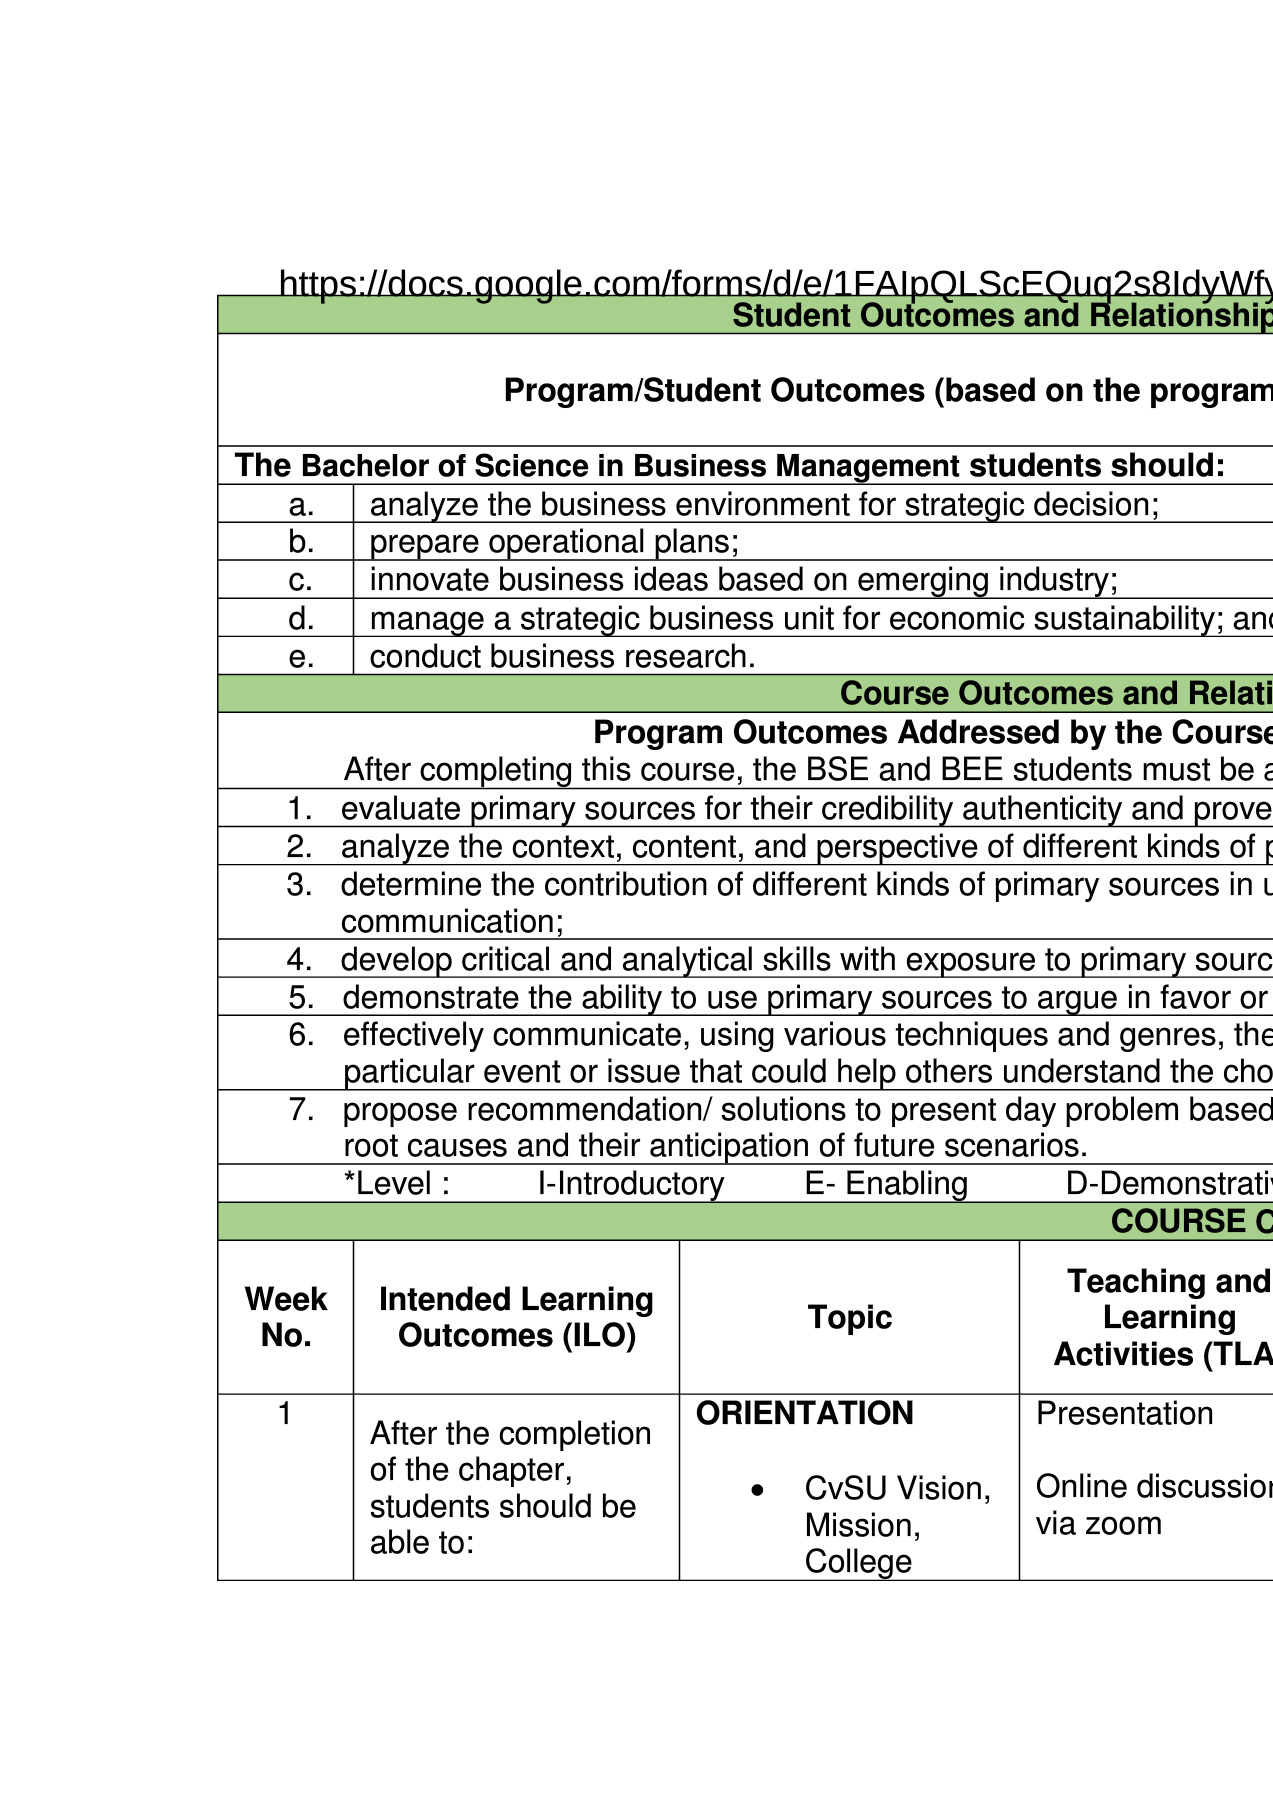 https://docs.google.com/forms/d/e/1FAIpQLScEQuq2s8IdyWfy
Student Outcomes and Relationship
Program/Student Outcomes (based on the program
The Bachelor of Science in Business Management students should:
a. analyze the business environment for strategic decision;
b. prepare operational plans;
c. innovate business ideas based on emerging industry;
d. manage a strategic business unit for economic sustainability; and
e. conduct business research.
Course Outcomes and Relati
Program Outcomes Addressed by the Course
After completing this course, the BSE and BEE students must be a
1. evaluate primary sources for their credibility authenticity and prove
2. analyze the context, content, and perspective of different kinds of p
3. determine the contribution of different kinds of primary sources in u
communication;
4. develop critical and analytical skills with exposure to primary sourc
5. demonstrate the ability to use primary sources to argue in favor or
6. effectively communicate, using various techniques and genres, the
particular event or issue that could help others understand the cho
7. propose recommendation/ solutions to present day problem based
root causes and their anticipation of future scenarios.
*Level : I-Introductory E- Enabling D-Demonstrativ
COURSE C
Week
No.
Intended Learning
Outcomes (ILO)
Topic
Teaching and
Learning
Activities (TLA
1
After the completion
of the chapter,
students should be
able to:
ORIENTATION
• CvSU Vision,
Mission,
College
Presentation
Online discussion
via zoom